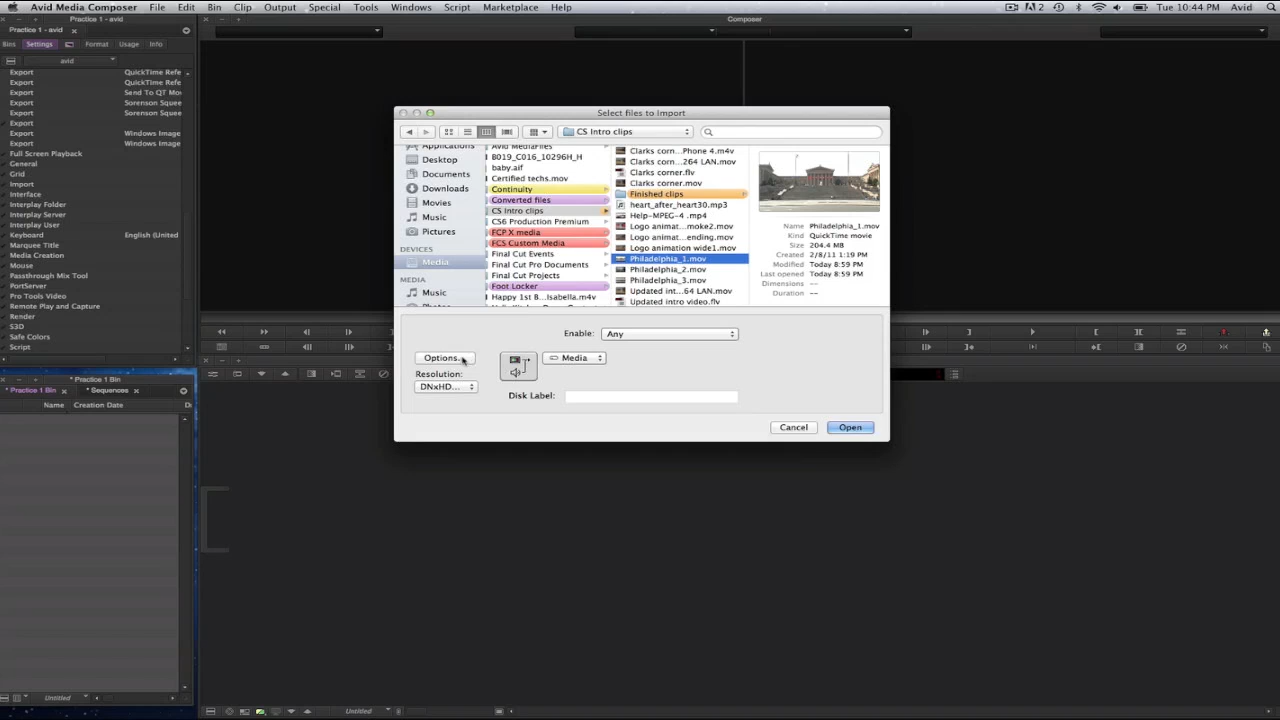 Avid Media Composer File Edit Bin Clip Output Special Tools Windows Script Marketplace Help 2 Tue 10:44 PM Avid
Practice 1 - avid
Composer
Practice 1 - avid
Bins Settings Format Usage Info
avid
Export QuickTime Refe
Export QuickTime Refe
Export Send To QT Mov
Export Sorenson Squee
Export Sorenson Squee
Export
Export Windows Image
Export Windows Image
Full Screen Playback
General
Grid
Import
Interface
Interplay Folder
Interplay Server
Interplay User
Keyboard English (United
Marquee Title
Media Creation
Mouse
Passthrough Mix Tool
PortServer
Pro Tools Video
Remote Play and Capture
Render
S3D
Safe Colors
Script
* Practice 1 Bin
* Practice 1 Bin * Sequences
Name Creation Date
Untitled
Select files to Import
CS Intro clips
Applications
Desktop
Documents
Downloads
Movies
Music
Pictures
DEVICES
Media
MEDIA
Music
Avid MediaFiles
B019_C016_10296H_H
baby.aif
Certified techs.mov
Continuity
Converted files
CS Intro clips
CS6 Production Premium
FCP X media
FCS Custom Media
Final Cut Events
Final Cut Pro Documents
Final Cut Projects
Foot Locker
Happy 1st B...Isabella.m4v
Clarks corn...Phone 4.m4v
Clarks corn...264 LAN.mov
Clarks corner.flv
Clarks corner.mov
Finished clips
heart_after_heart30.mp3
Help-MPEG-4 .mp4
Logo animat...moke2.mov
Logo animat...ending.mov
Logo animation wide1.mov
Philadelphia_1.mov
Philadelphia_2.mov
Philadelphia_3.mov
Updated int...64 LAN.mov
Updated intro video.flv
Name Philadelphia_1.mov
Kind QuickTime movie
Size 204.4 MB
Created 2/8/11 1:19 PM
Modified Today 8:59 PM
Last opened Today 8:59 PM
Dimensions --
Duration --
Enable: Any
Options...
Media
Resolution:
DNxHD...
Disk Label:
Cancel Open
Untitled